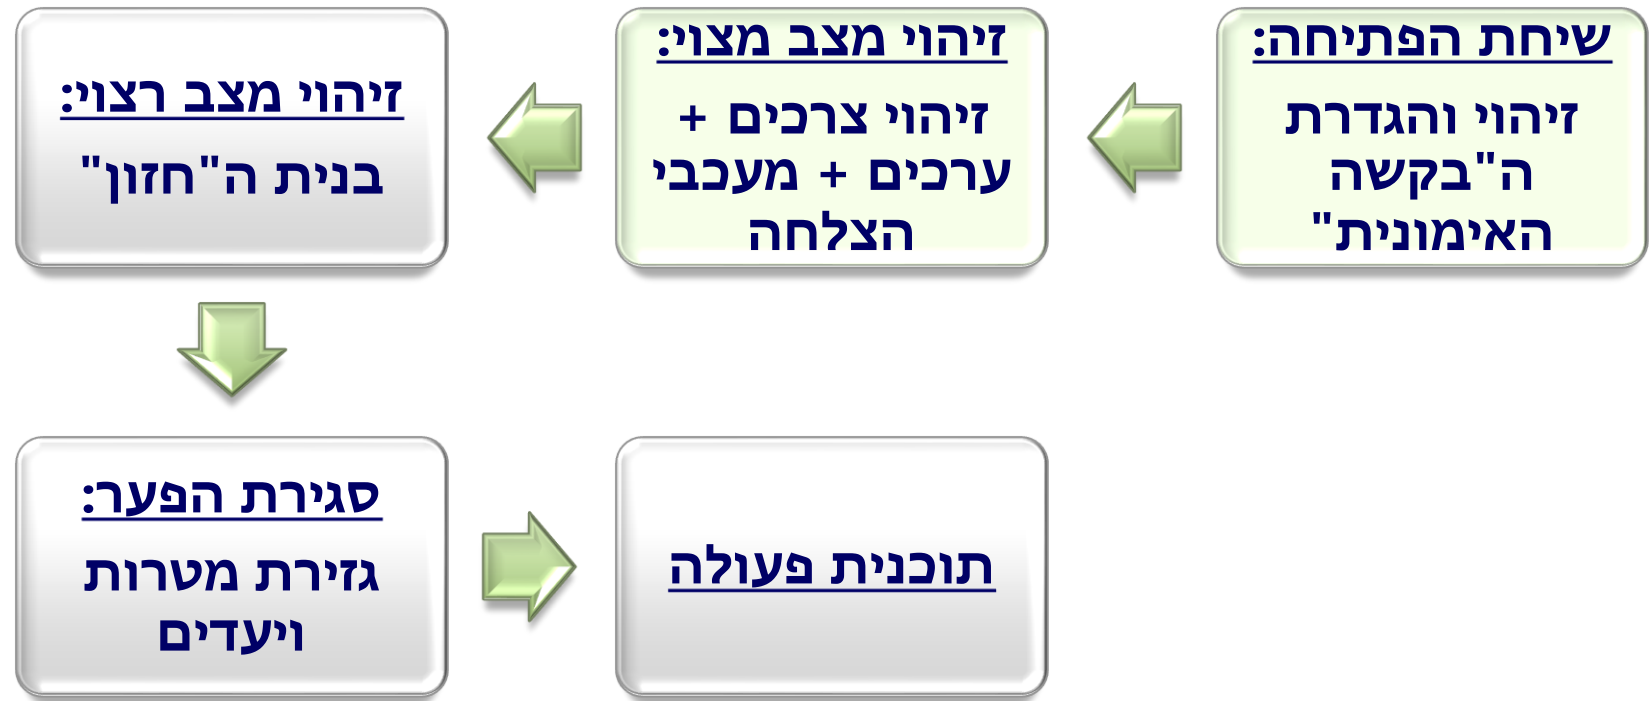 שיחת הפתיחה:
זיהוי והגדרת
ה"בקשה
האימונית"
זיהוי מצב מצוי:
זיהוי צרכים +
ערכים + מעכבי
הצלחה
זיהוי מצב רצוי:
בנית ה"חזון"
סגירת הפער:
גזירת מטרות
ויעדים
תוכנית פעולה